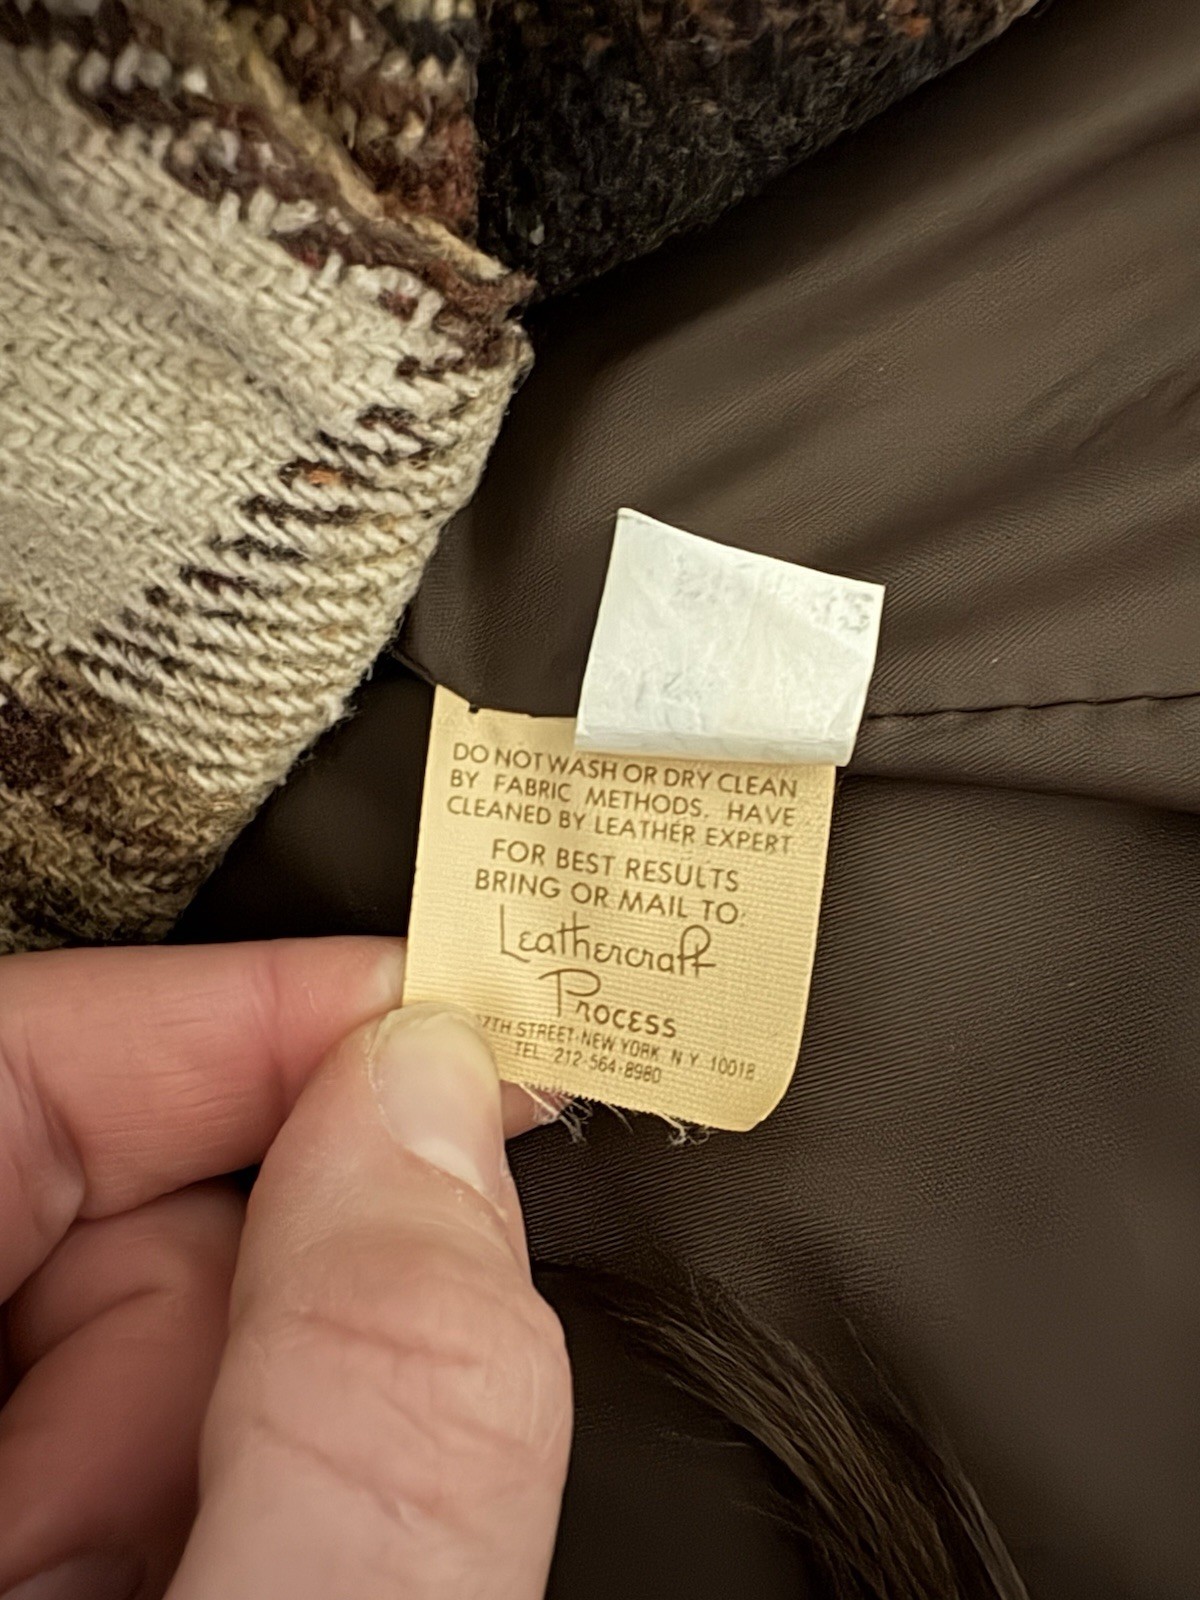 DO NOT WASH OR DRY CLEAN
BY FABRIC METHODS. HAVE
CLEANED BY LEATHER EXPERT
FOR BEST RESULTS
BRING OR MAIL TO:
Leathercraft
Process
37TH STREET·NEW YORK N Y 10018
TEL 212·564·8980